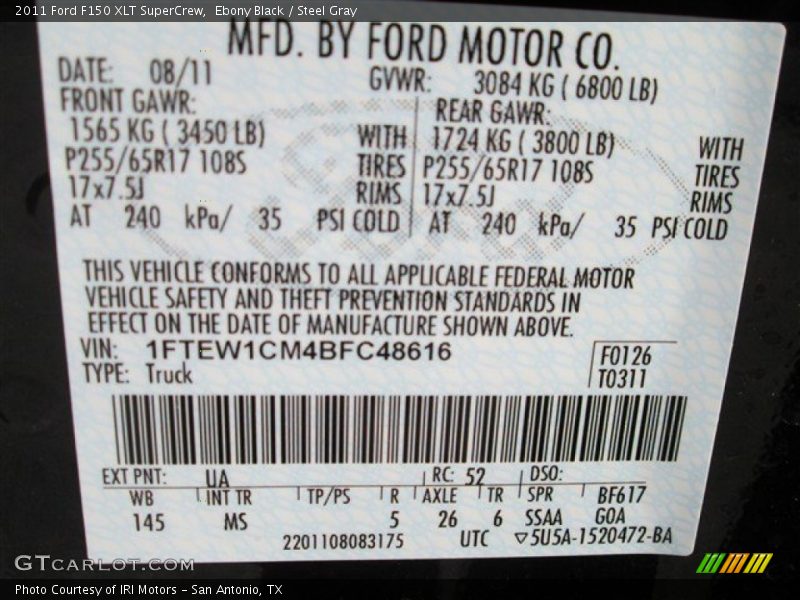 2011 Ford F150 XLT SuperCrew,  Ebony Black / Steel Gray
MFD. BY FORD MOTOR CO.
DATE: 08/11 GVWR: 3084 KG ( 6800 LB)
FRONT GAWR: REAR GAWR:
1565 KG ( 3450 LB) WITH 1724 KG ( 3800 LB) WITH
P255/65R17 108S TIRES P255/65R17 108S TIRES
17x7.5J RIMS 17x7.5J RIMS
AT 240 kPa/ 35 PSI COLD AT 240 kPa/ 35 PSI COLD
THIS VEHICLE CONFORMS TO ALL APPLICABLE FEDERAL MOTOR
VEHICLE SAFETY AND THEFT PREVENTION STANDARDS IN
EFFECT ON THE DATE OF MANUFACTURE SHOWN ABOVE.
VIN: 1FTEW1CM4BFC48616 F0126
TYPE: Truck T0311
EXT PNT: UA RC: 52 DSO:
WB INT TR TP/PS R AXLE TR SPR BF617
145 MS 5 26 6 SSAA GOA
2201108083175 UTC ▽5U5A-1520472-BA
GTCARLOT.COM
Photo Courtesy of IRI Motors – San Antonio, TX